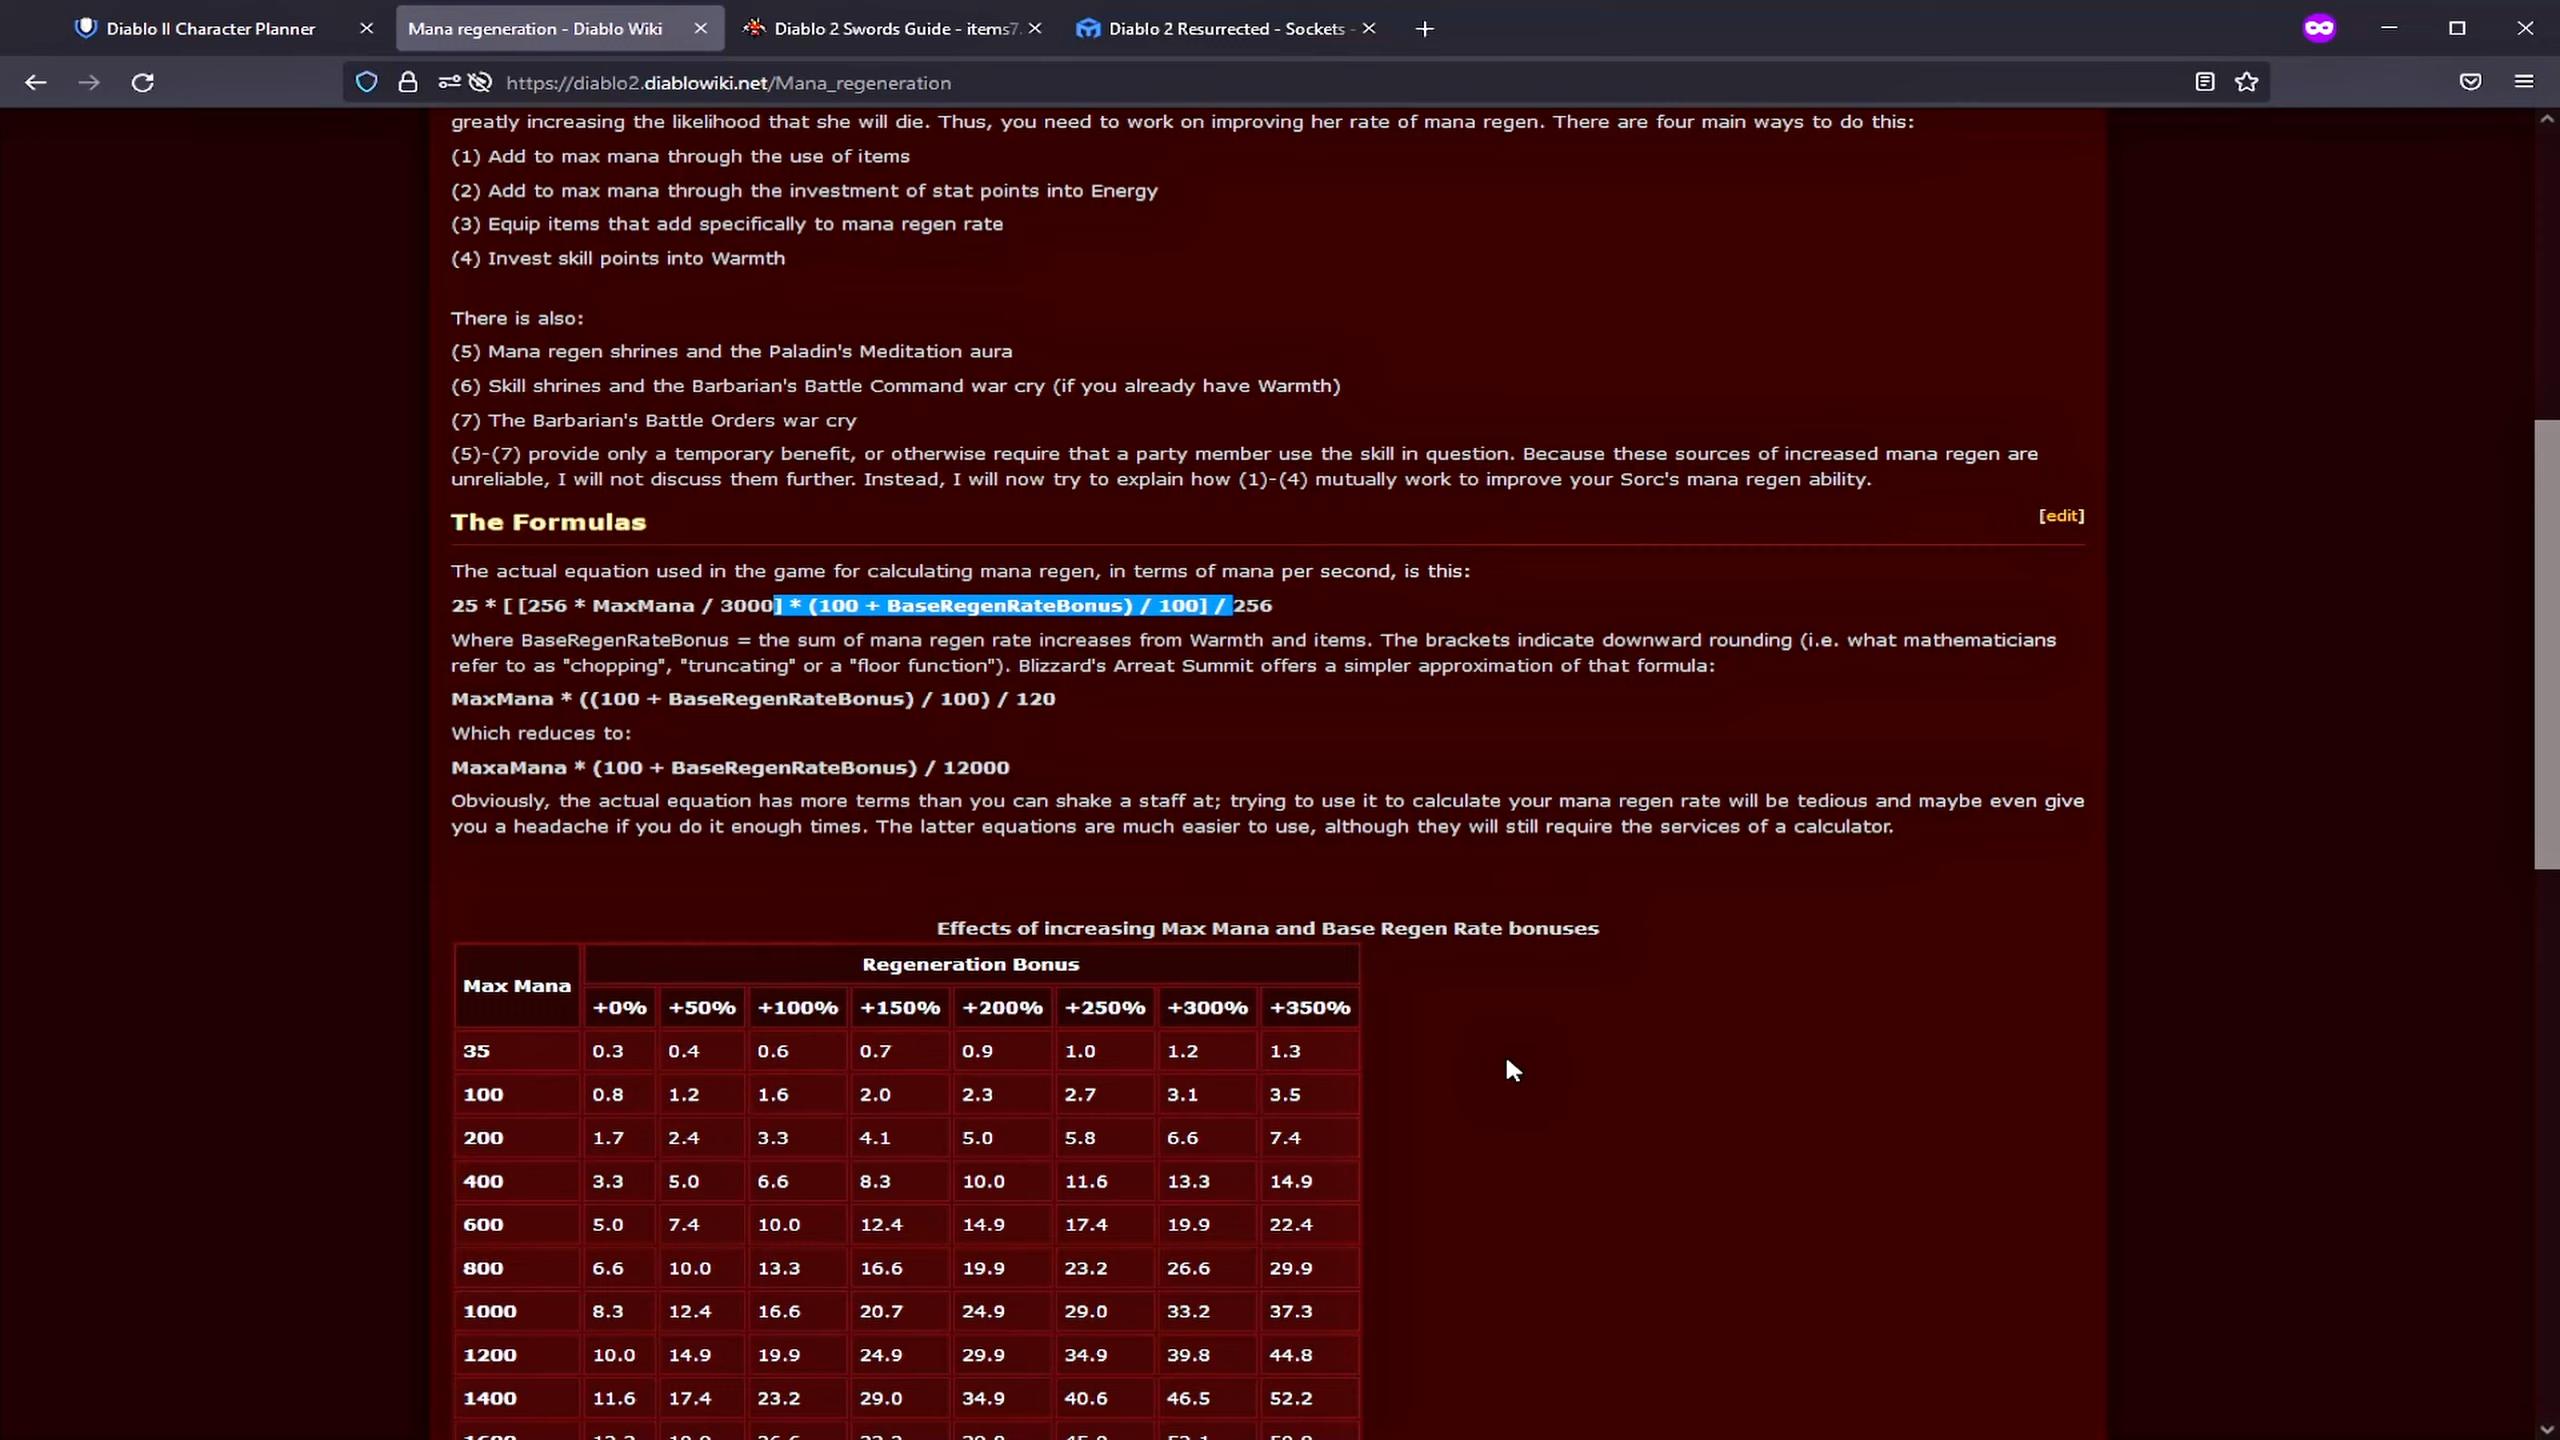 Diablo II Character Planner
Mana regeneration - Diablo Wiki
Diablo 2 Swords Guide - items7.
Diablo 2 Resurrected - Sockets -
https://diablo2.diablowiki.net/Mana_regeneration
greatly increasing the likelihood that she will die. Thus, you need to work on improving her rate of mana regen. There are four main ways to do this:
(1) Add to max mana through the use of items
(2) Add to max mana through the investment of stat points into Energy
(3) Equip items that add specifically to mana regen rate
(4) Invest skill points into Warmth
There is also:
(5) Mana regen shrines and the Paladin's Meditation aura
(6) Skill shrines and the Barbarian's Battle Command war cry (if you already have Warmth)
(7) The Barbarian's Battle Orders war cry
(5)-(7) provide only a temporary benefit, or otherwise require that a party member use the skill in question. Because these sources of increased mana regen are
unreliable, I will not discuss them further. Instead, I will now try to explain how (1)-(4) mutually work to improve your Sorc's mana regen ability.
The Formulas
[edit]
The actual equation used in the game for calculating mana regen, in terms of mana per second, is this:
25 * [ [256 * MaxMana / 3000] * (100 + BaseRegenRateBonus) / 100] / 256
Where BaseRegenRateBonus = the sum of mana regen rate increases from Warmth and items. The brackets indicate downward rounding (i.e. what mathematicians
refer to as "chopping", "truncating" or a "floor function"). Blizzard's Arreat Summit offers a simpler approximation of that formula:
MaxMana * ((100 + BaseRegenRateBonus) / 100) / 120
Which reduces to:
MaxaMana * (100 + BaseRegenRateBonus) / 12000
Obviously, the actual equation has more terms than you can shake a staff at; trying to use it to calculate your mana regen rate will be tedious and maybe even give
you a headache if you do it enough times. The latter equations are much easier to use, although they will still require the services of a calculator.
Effects of increasing Max Mana and Base Regen Rate bonuses
Max Mana
Regeneration Bonus
+0% +50% +100% +150% +200% +250% +300% +350%
35 0.3 0.4 0.6 0.7 0.9 1.0 1.2 1.3
100 0.8 1.2 1.6 2.0 2.3 2.7 3.1 3.5
200 1.7 2.4 3.3 4.1 5.0 5.8 6.6 7.4
400 3.3 5.0 6.6 8.3 10.0 11.6 13.3 14.9
600 5.0 7.4 10.0 12.4 14.9 17.4 19.9 22.4
800 6.6 10.0 13.3 16.6 19.9 23.2 26.6 29.9
1000 8.3 12.4 16.6 20.7 24.9 29.0 33.2 37.3
1200 10.0 14.9 19.9 24.9 29.9 34.9 39.8 44.8
1400 11.6 17.4 23.2 29.0 34.9 40.6 46.5 52.2